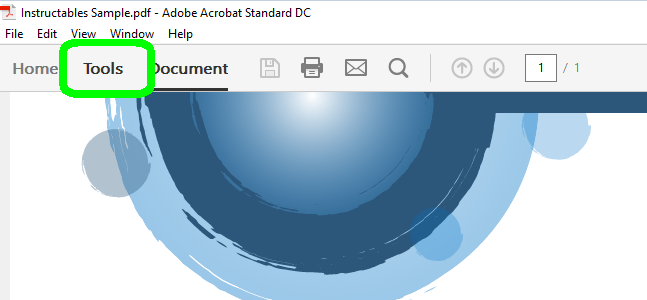 Instructables Sample.pdf - Adobe Acrobat Standard DC
File Edit View Window Help
Home Tools Document 1 / 1